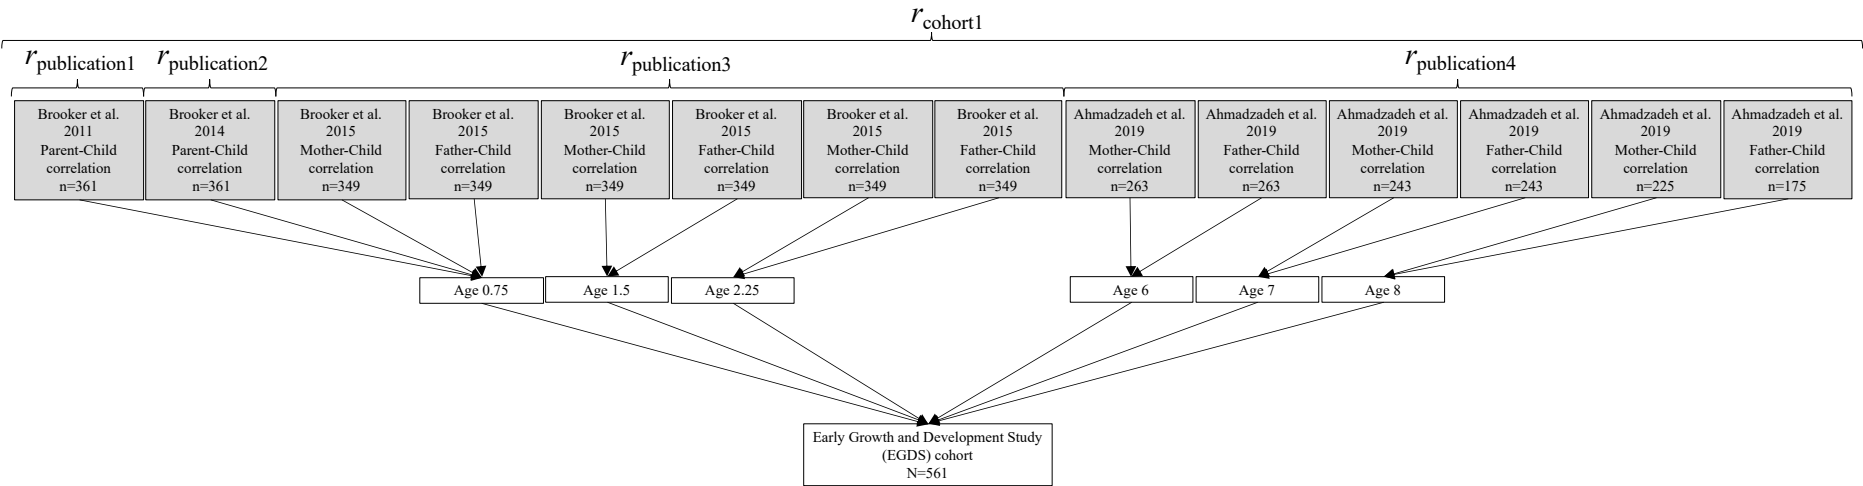 rcohort1
rpublication1
rpublication2
rpublication3
rpublication4
Brooker et al.
2011
Parent-Child
correlation
n=361
Brooker et al.
2014
Parent-Child
correlation
n=361
Brooker et al.
2015
Mother-Child
correlation
n=349
Brooker et al.
2015
Father-Child
correlation
n=349
Brooker et al.
2015
Mother-Child
correlation
n=349
Brooker et al.
2015
Father-Child
correlation
n=349
Brooker et al.
2015
Mother-Child
correlation
n=349
Brooker et al.
2015
Father-Child
correlation
n=349
Ahmadzadeh et al.
2019
Mother-Child
correlation
n=263
Ahmadzadeh et al.
2019
Father-Child
correlation
n=263
Ahmadzadeh et al.
2019
Mother-Child
correlation
n=243
Ahmadzadeh et al.
2019
Father-Child
correlation
n=243
Ahmadzadeh et al.
2019
Mother-Child
correlation
n=225
Ahmadzadeh et al.
2019
Father-Child
correlation
n=175
Age 0.75
Age 1.5
Age 2.25
Age 6
Age 7
Age 8
Early Growth and Development Study
(EGDS) cohort
N=561